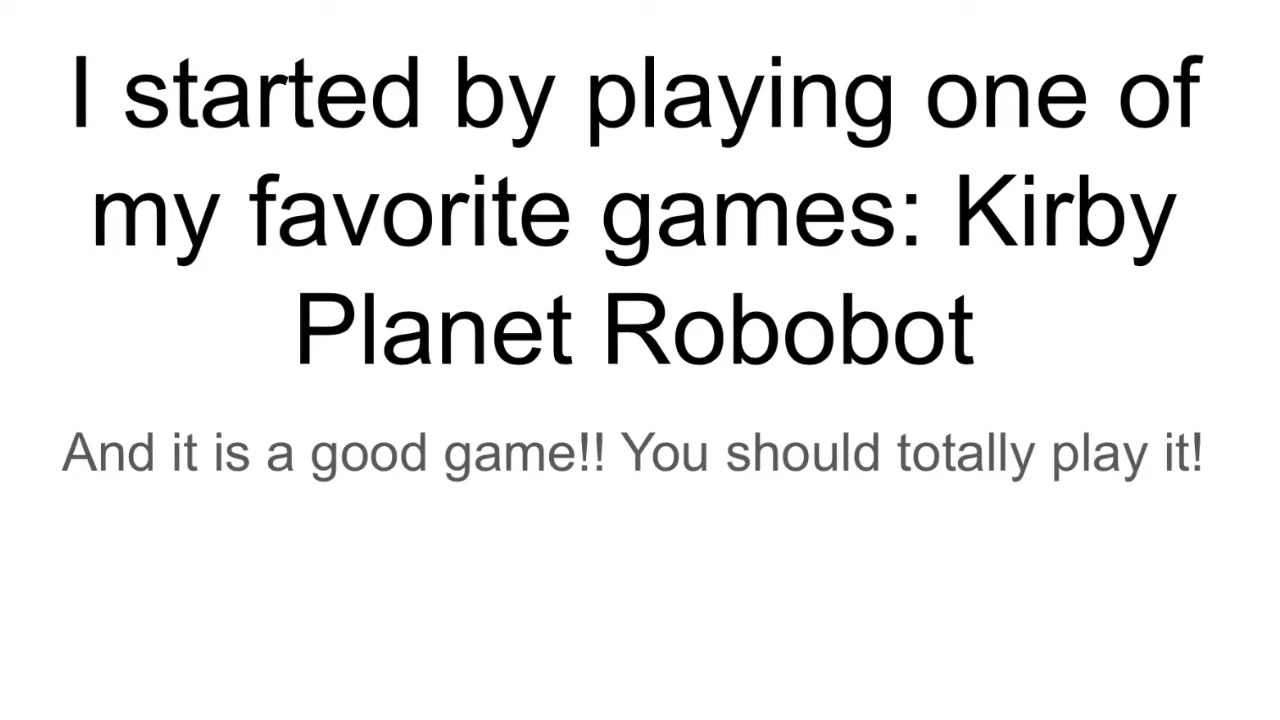 I started by playing one of
my favorite games: Kirby
Planet Robobot
And it is a good game!! You should totally play it!